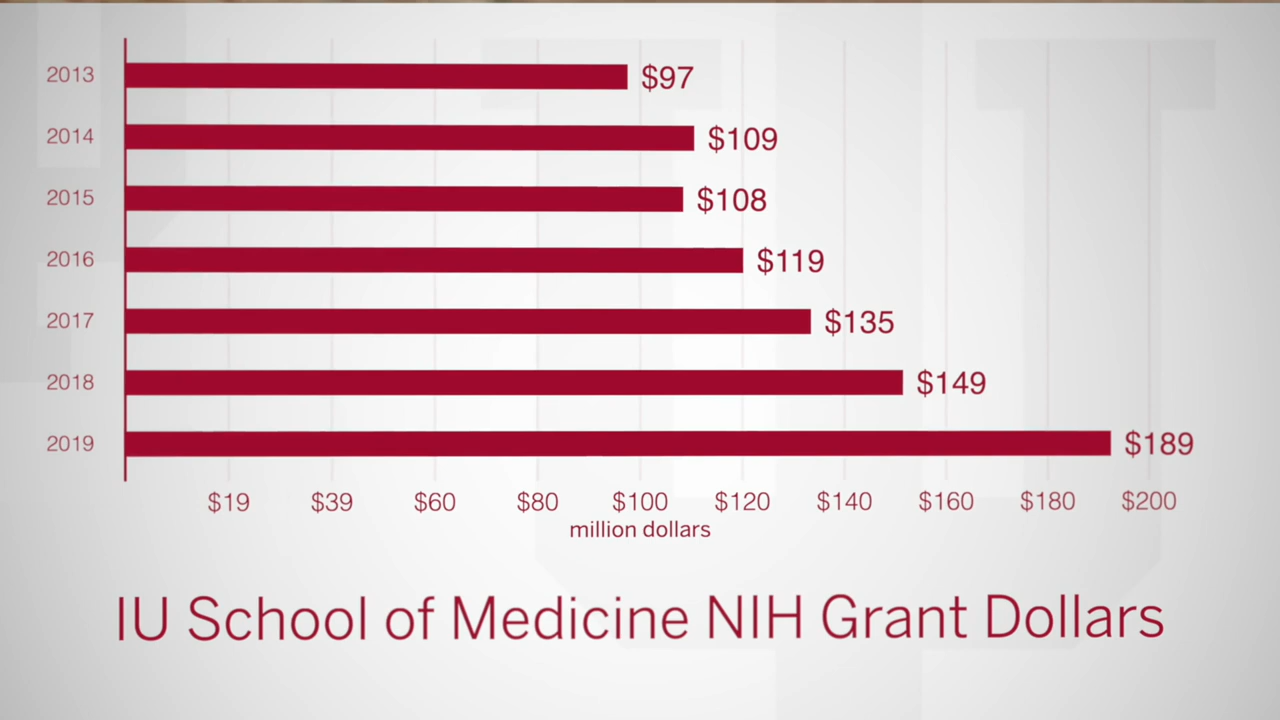 2013 $97
2014 $109
2015 $108
2016 $119
2017 $135
2018 $149
2019 $189
$19 $39 $60 $80 $100 $120 $140 $160 $180 $200
million dollars
IU School of Medicine NIH Grant Dollars